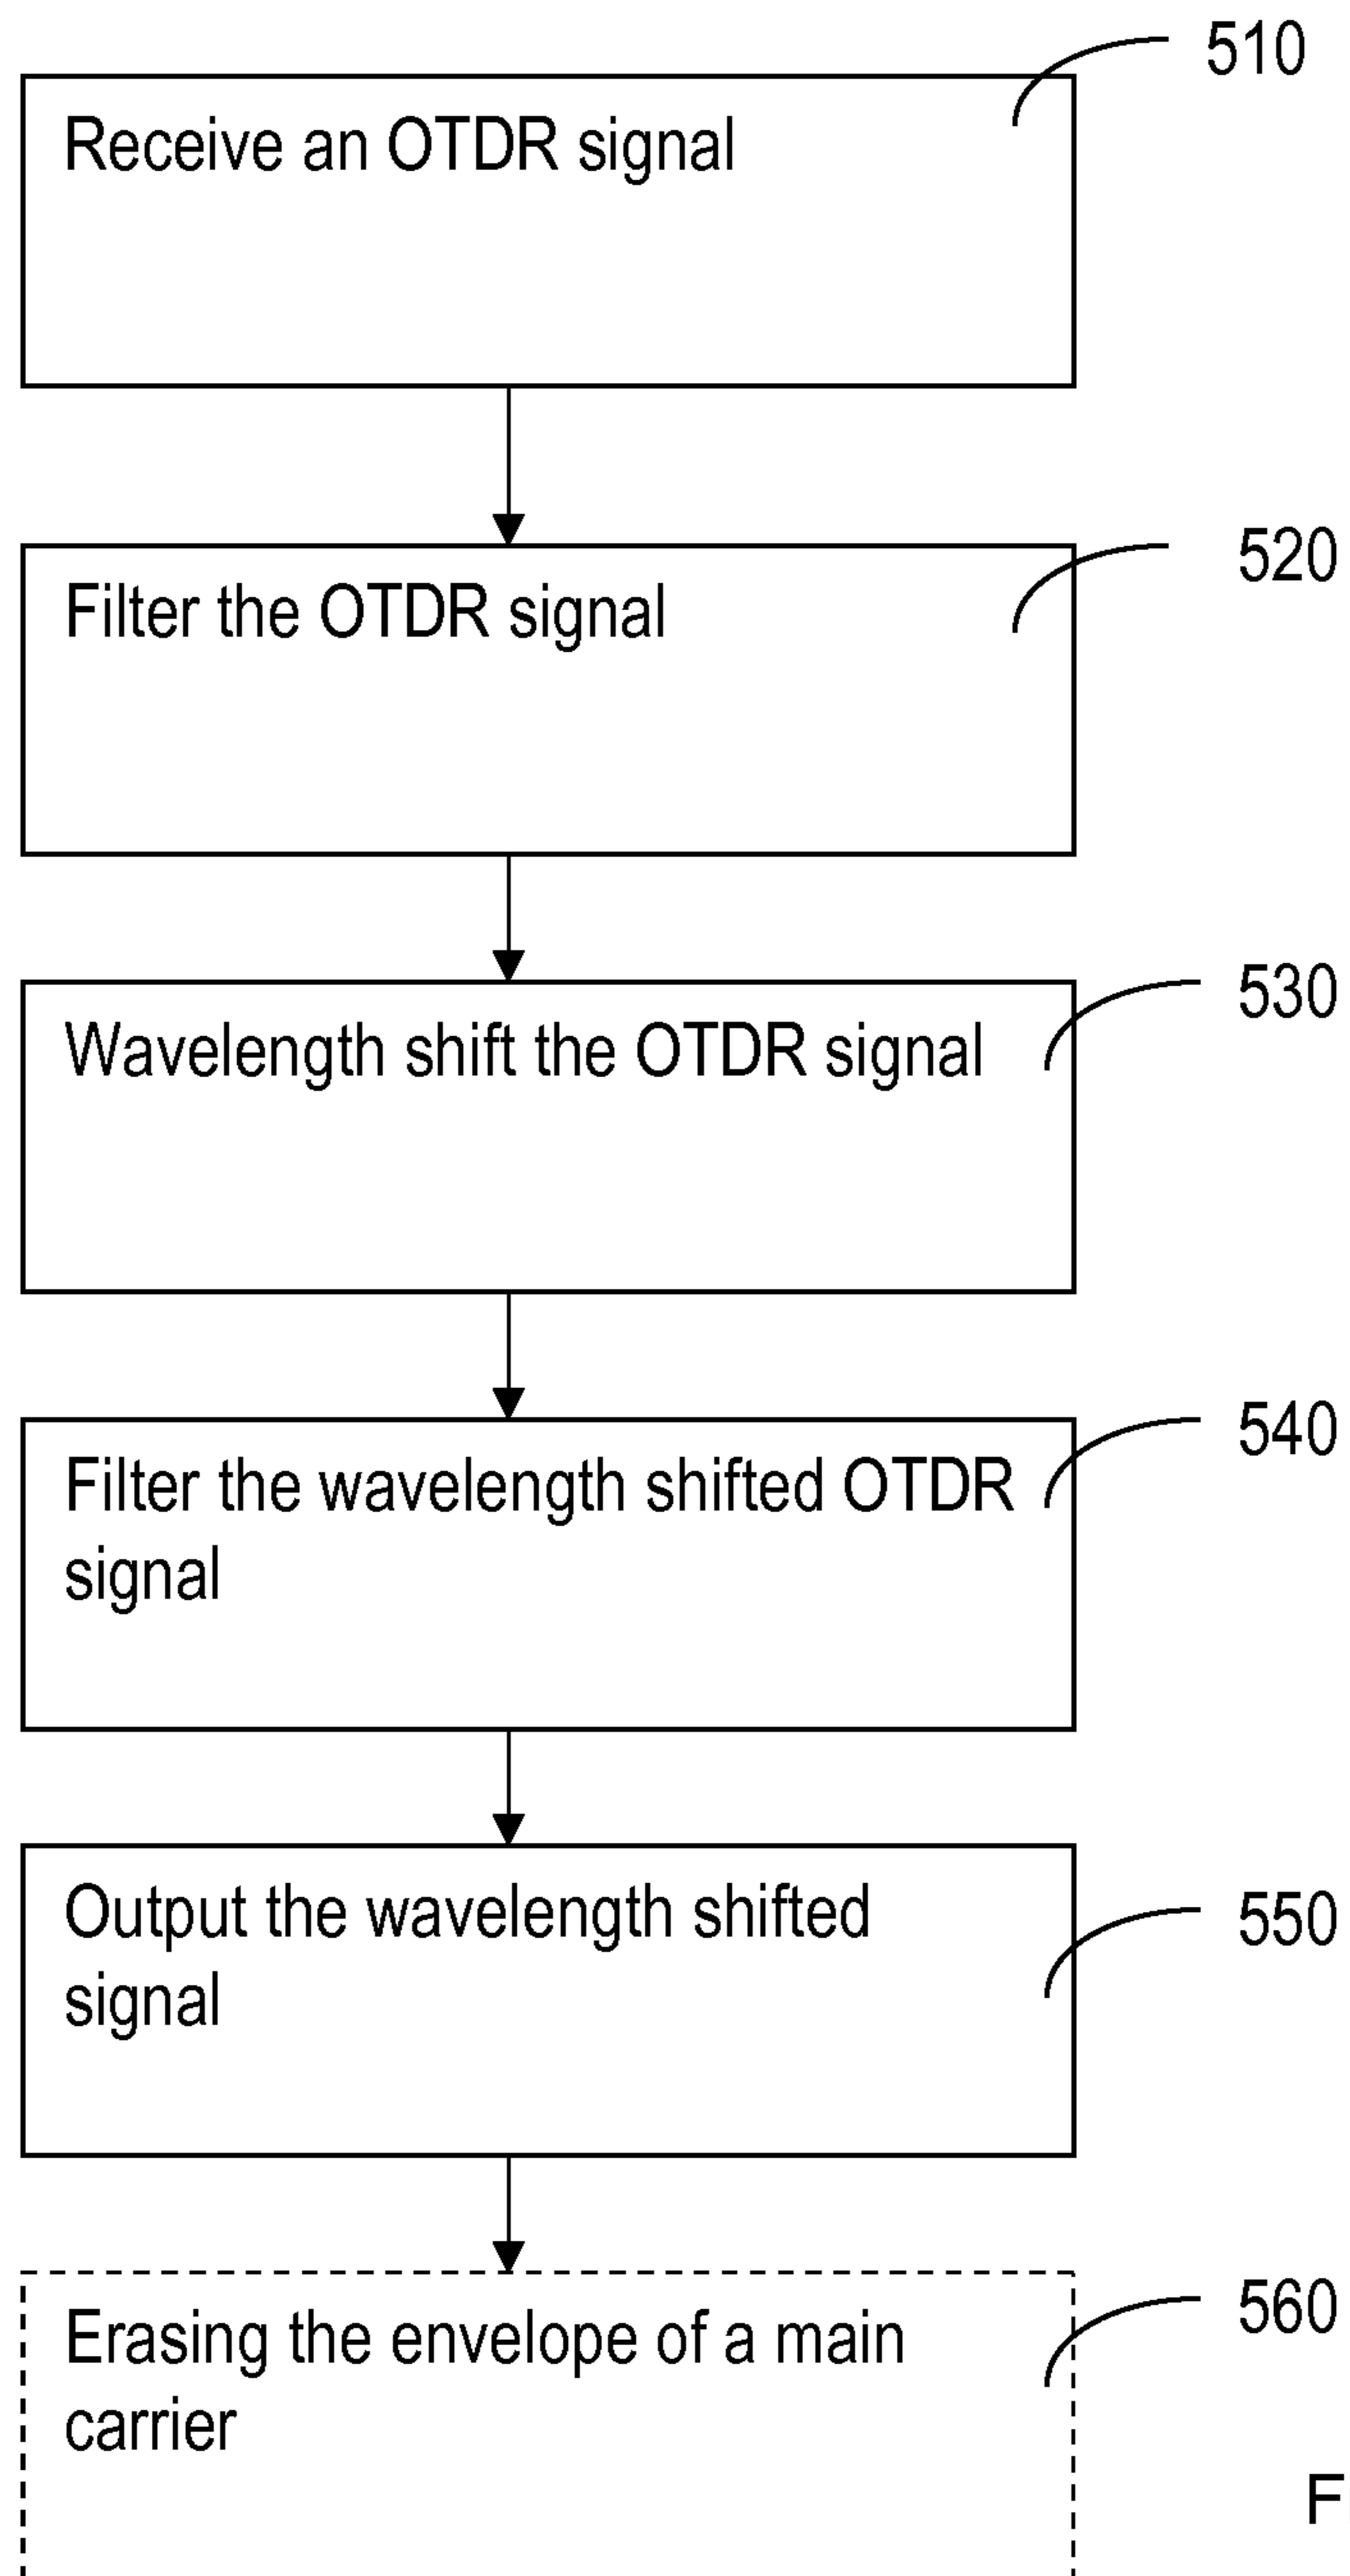 510
Receive an OTDR signal
520
Filter the OTDR signal
530
Wavelength shift the OTDR signal
540
Filter the wavelength shifted OTDR
signal
550
Output the wavelength shifted
signal
560
Erasing the envelope of a main
carrier